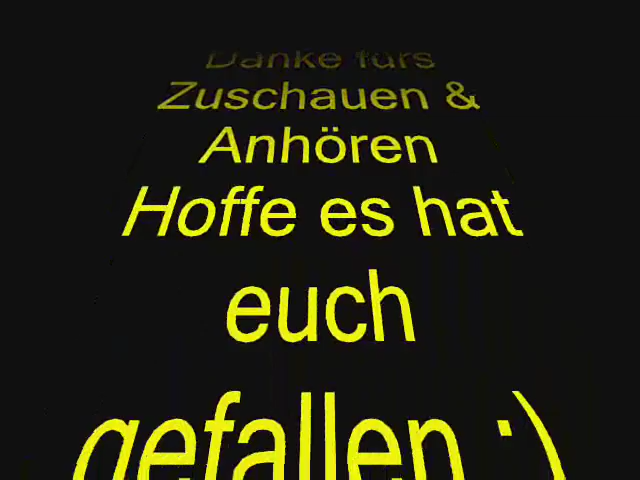 Danke fürs
Zuschauen &
Anhören
Hoffe es hat
euch
gefallen :)